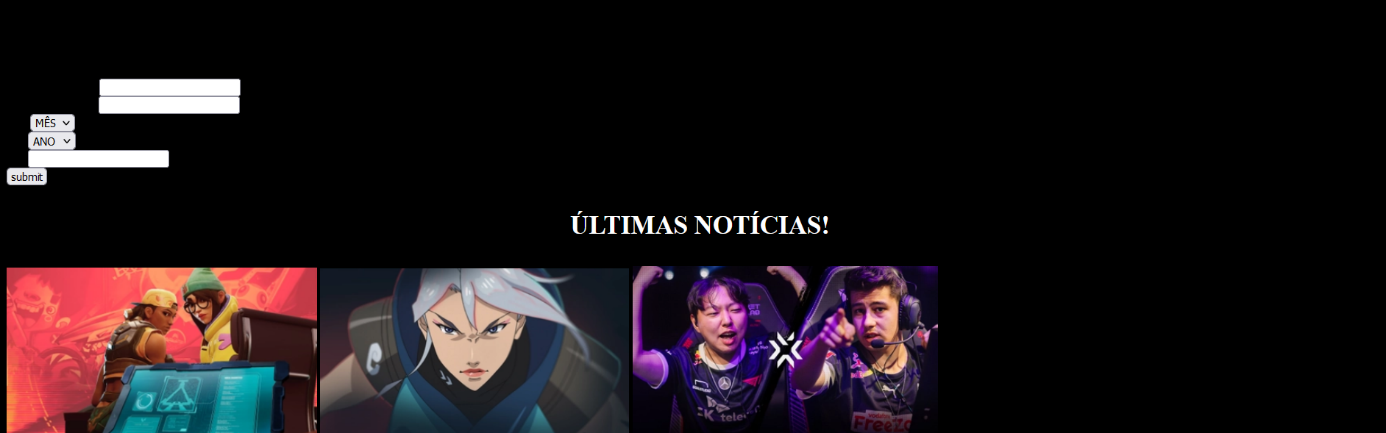 MÊS
ANO
submit
ÚLTIMAS NOTÍCIAS!